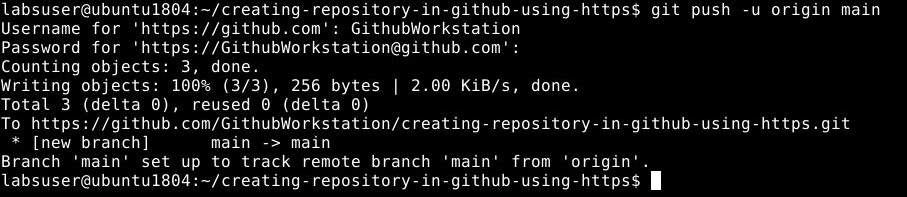 labsuser@ubuntu1804:~/creating-repository-in-github-using-https$ git push -u origin main
Username for 'https://github.com': GithubWorkstation
Password for 'https://GithubWorkstation@github.com':
Counting objects: 3, done.
Writing objects: 100% (3/3), 256 bytes | 2.00 KiB/s, done.
Total 3 (delta 0), reused 0 (delta 0)
To https://github.com/GithubWorkstation/creating-repository-in-github-using-https.git
 * [new branch]      main -> main
Branch 'main' set up to track remote branch 'main' from 'origin'.
labsuser@ubuntu1804:~/creating-repository-in-github-using-https$